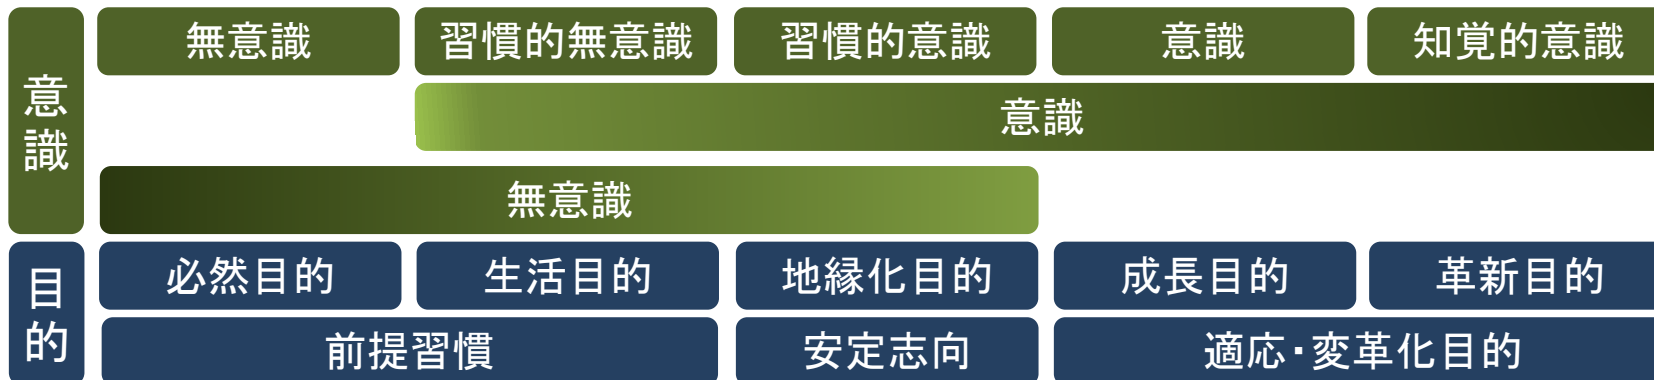 意識
無意識
習慣的無意識
習慣的意識
意識
知覚的意識
意識
無意識
目的
必然目的
生活目的
地縁化目的
成長目的
革新目的
前提習慣
安定志向
適応・変革化目的